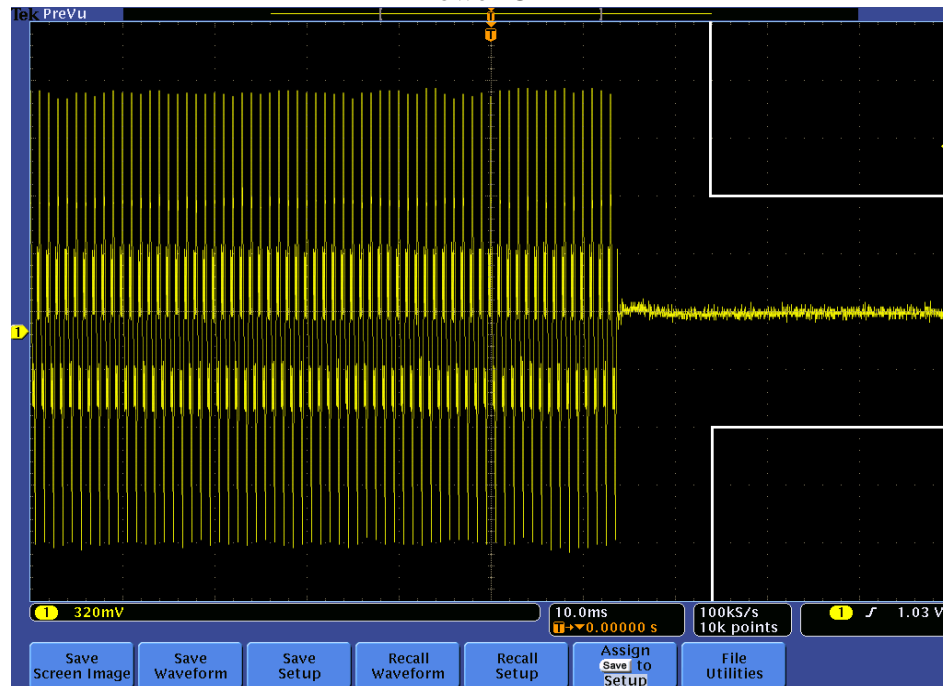 Tek PreVu
T
T
1
1 320mV
10.0ms
T→▼0.00000 s
100kS/s
10k points
1 ƒ 1.03 V
Save
Screen Image
Save
Waveform
Save
Setup
Recall
Waveform
Recall
Setup
Assign
Save to
Setup
File
Utilities